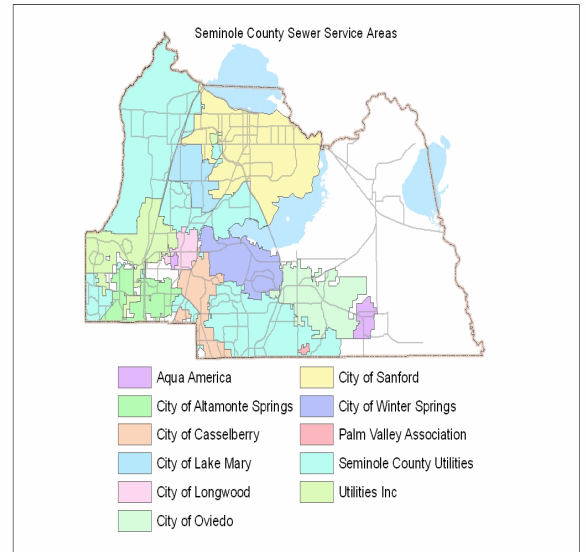 Seminole County Sewer Service Areas
Aqua America
City of Altamonte Springs
City of Casselberry
City of Lake Mary
City of Longwood
City of Oviedo
City of Sanford
City of Winter Springs
Palm Valley Association
Seminole County Utilities
Utilities Inc